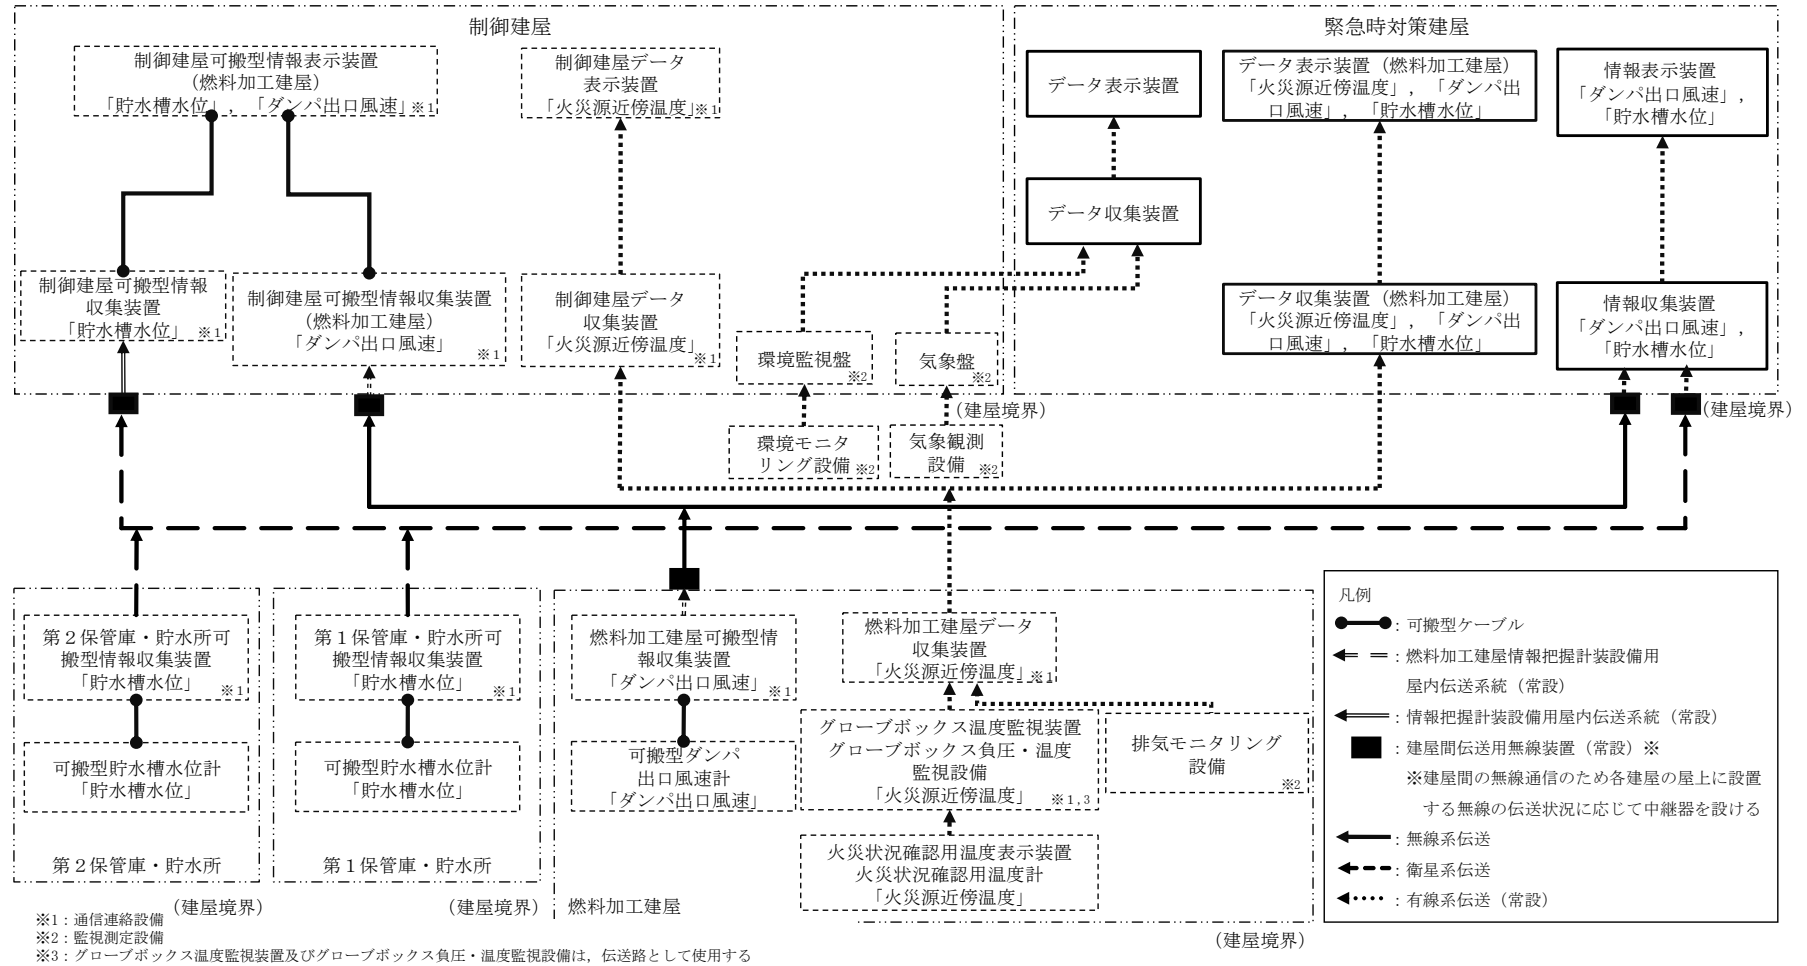 制御建屋
制御建屋可搬型情報表示装置
（燃料加工建屋）
「貯水槽水位」，「ダンパ出口風速」※1
制御建屋データ
表示装置
「火災源近傍温度」※1
制御建屋可搬型情報
収集装置
「貯水槽水位」 ※1
制御建屋可搬型情報収集装置
（燃料加工建屋）
「ダンパ出口風速」 ※1
制御建屋データ
収集装置
「火災源近傍温度」※1
環境監視盤
※2
気象盤
※2
（建屋境界）
環境モニタ
リング設備 ※2
気象観測
設備 ※2
緊急時対策建屋
データ表示装置
データ収集装置
データ表示装置（燃料加工建屋）
「火災源近傍温度」，「ダンパ出
口風速」，「貯水槽水位」
情報表示装置
「ダンパ出口風速」，
「貯水槽水位」
データ収集装置（燃料加工建屋）
「火災源近傍温度」，「ダンパ出
口風速」，「貯水槽水位」
情報収集装置
「ダンパ出口風速」，
「貯水槽水位」
（建屋境界）
第２保管庫・貯水所可
搬型情報収集装置
「貯水槽水位」 ※1
可搬型貯水槽水位計
「貯水槽水位」
第２保管庫・貯水所
（建屋境界）
第１保管庫・貯水所可
搬型情報収集装置
「貯水槽水位」 ※1
可搬型貯水槽水位計
「貯水槽水位」
第１保管庫・貯水所
（建屋境界）
燃料加工建屋可搬型情
報収集装置
「ダンパ出口風速」 ※1
可搬型ダンパ
出口風速計
「ダンパ出口風速」
燃料加工建屋データ
収集装置
「火災源近傍温度」※1
グローブボックス温度監視装置
グローブボックス負圧・温度
監視設備
「火災源近傍温度」 ※1,3
排気モニタリング
設備
※2
火災状況確認用温度表示装置
火災状況確認用温度計
「火災源近傍温度」
燃料加工建屋
（建屋境界）
凡例
：可搬型ケーブル
：燃料加工建屋情報把握計装設備用
屋内伝送系統（常設）
：情報把握計装設備用屋内伝送系統（常設）
：建屋間伝送用無線装置（常設）※
※建屋間の無線通信のため各建屋の屋上に設置
する無線の伝送状況に応じて中継器を設ける
：無線系伝送
：衛星系伝送
：有線系伝送（常設）
※1：通信連絡設備
※2：監視測定設備
※3：グローブボックス温度監視装置及びグローブボックス負圧・温度監視設備は，伝送路として使用する